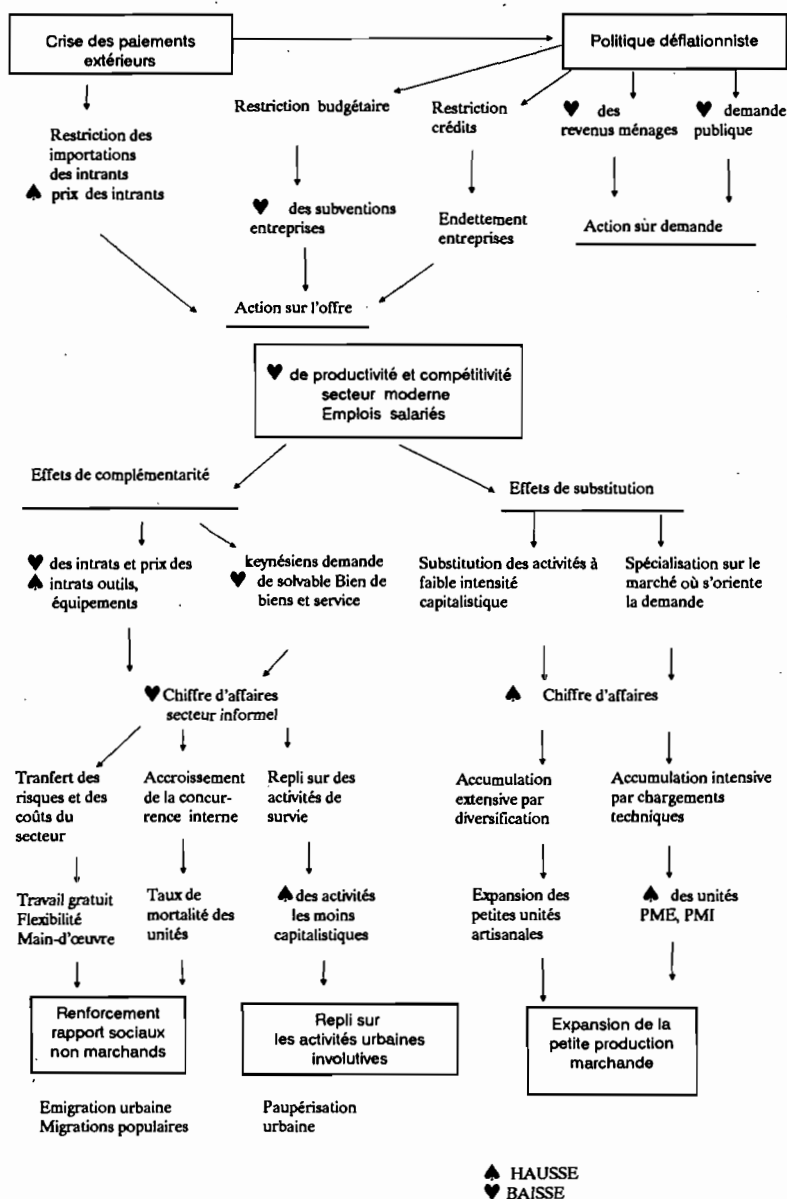 Crise des paiements
extérieurs
Politique déflationniste
Restriction budgétaire
Restriction
crédits
♥ des
revenus ménages
♥ demande
publique
Restriction des
importations
des intrants
♠ prix des intrants
♥ des subventions
entreprises
Endettement
entreprises
Action sur demande
Action sur l'offre
♥ de productivité et compétitivité
secteur moderne
Emplois salariés
Effets de complémentarité
Effets de substitution
♥ des intrats et prix des
♠ intrats outils,
équipements
keynésiens demande
♥ de solvable Bien de
biens et service
Substitution des activités à
faible intensité
capitalistique
Spécialisation sur le
marché où s'oriente
la demande
♥ Chiffre d'affaires
secteur informel
♠ Chiffre d'affaires
Tranfert des
risques et des
coûts du
secteur
Accroissement
de la concur-
rence interne
Repli sur des
activités de
survie
Accumulation
extensive par
diversification
Accumulation intensive
par chargements
techniques
Travail gratuit
Flexibilité
Main-d'œuvre
Taux de
mortalité des
unités
♠ des activités
les moins
capitalistiques
Expansion des
petites unités
artisanales
♠ des unités
PME, PMI
Renforcement
rapport sociaux
non marchands
Repli sur
les activités urbaines
involutives
Expansion de la
petite production
marchande
Emigration urbaine
Migrations populaires
Paupérisation
urbaine
♠ HAUSSE
♥ BAISSE